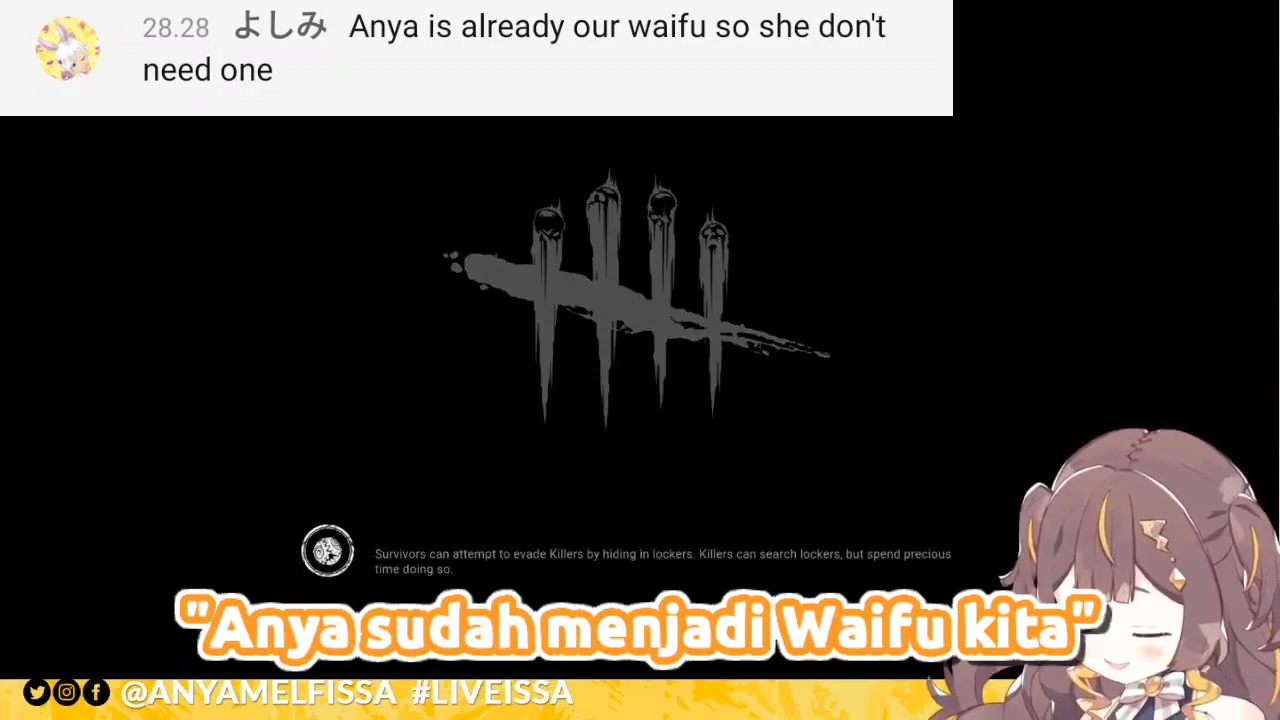 28.28 よしみ Anya is already our waifu so she don't
need one
Survivors can attempt to evade Killers by hiding in lockers. Killers can search lockers, but spend precious
time doing so.
"Anya sudah menjadi Waifu kita"
@ANYAMELFISSA #LIVEISSA